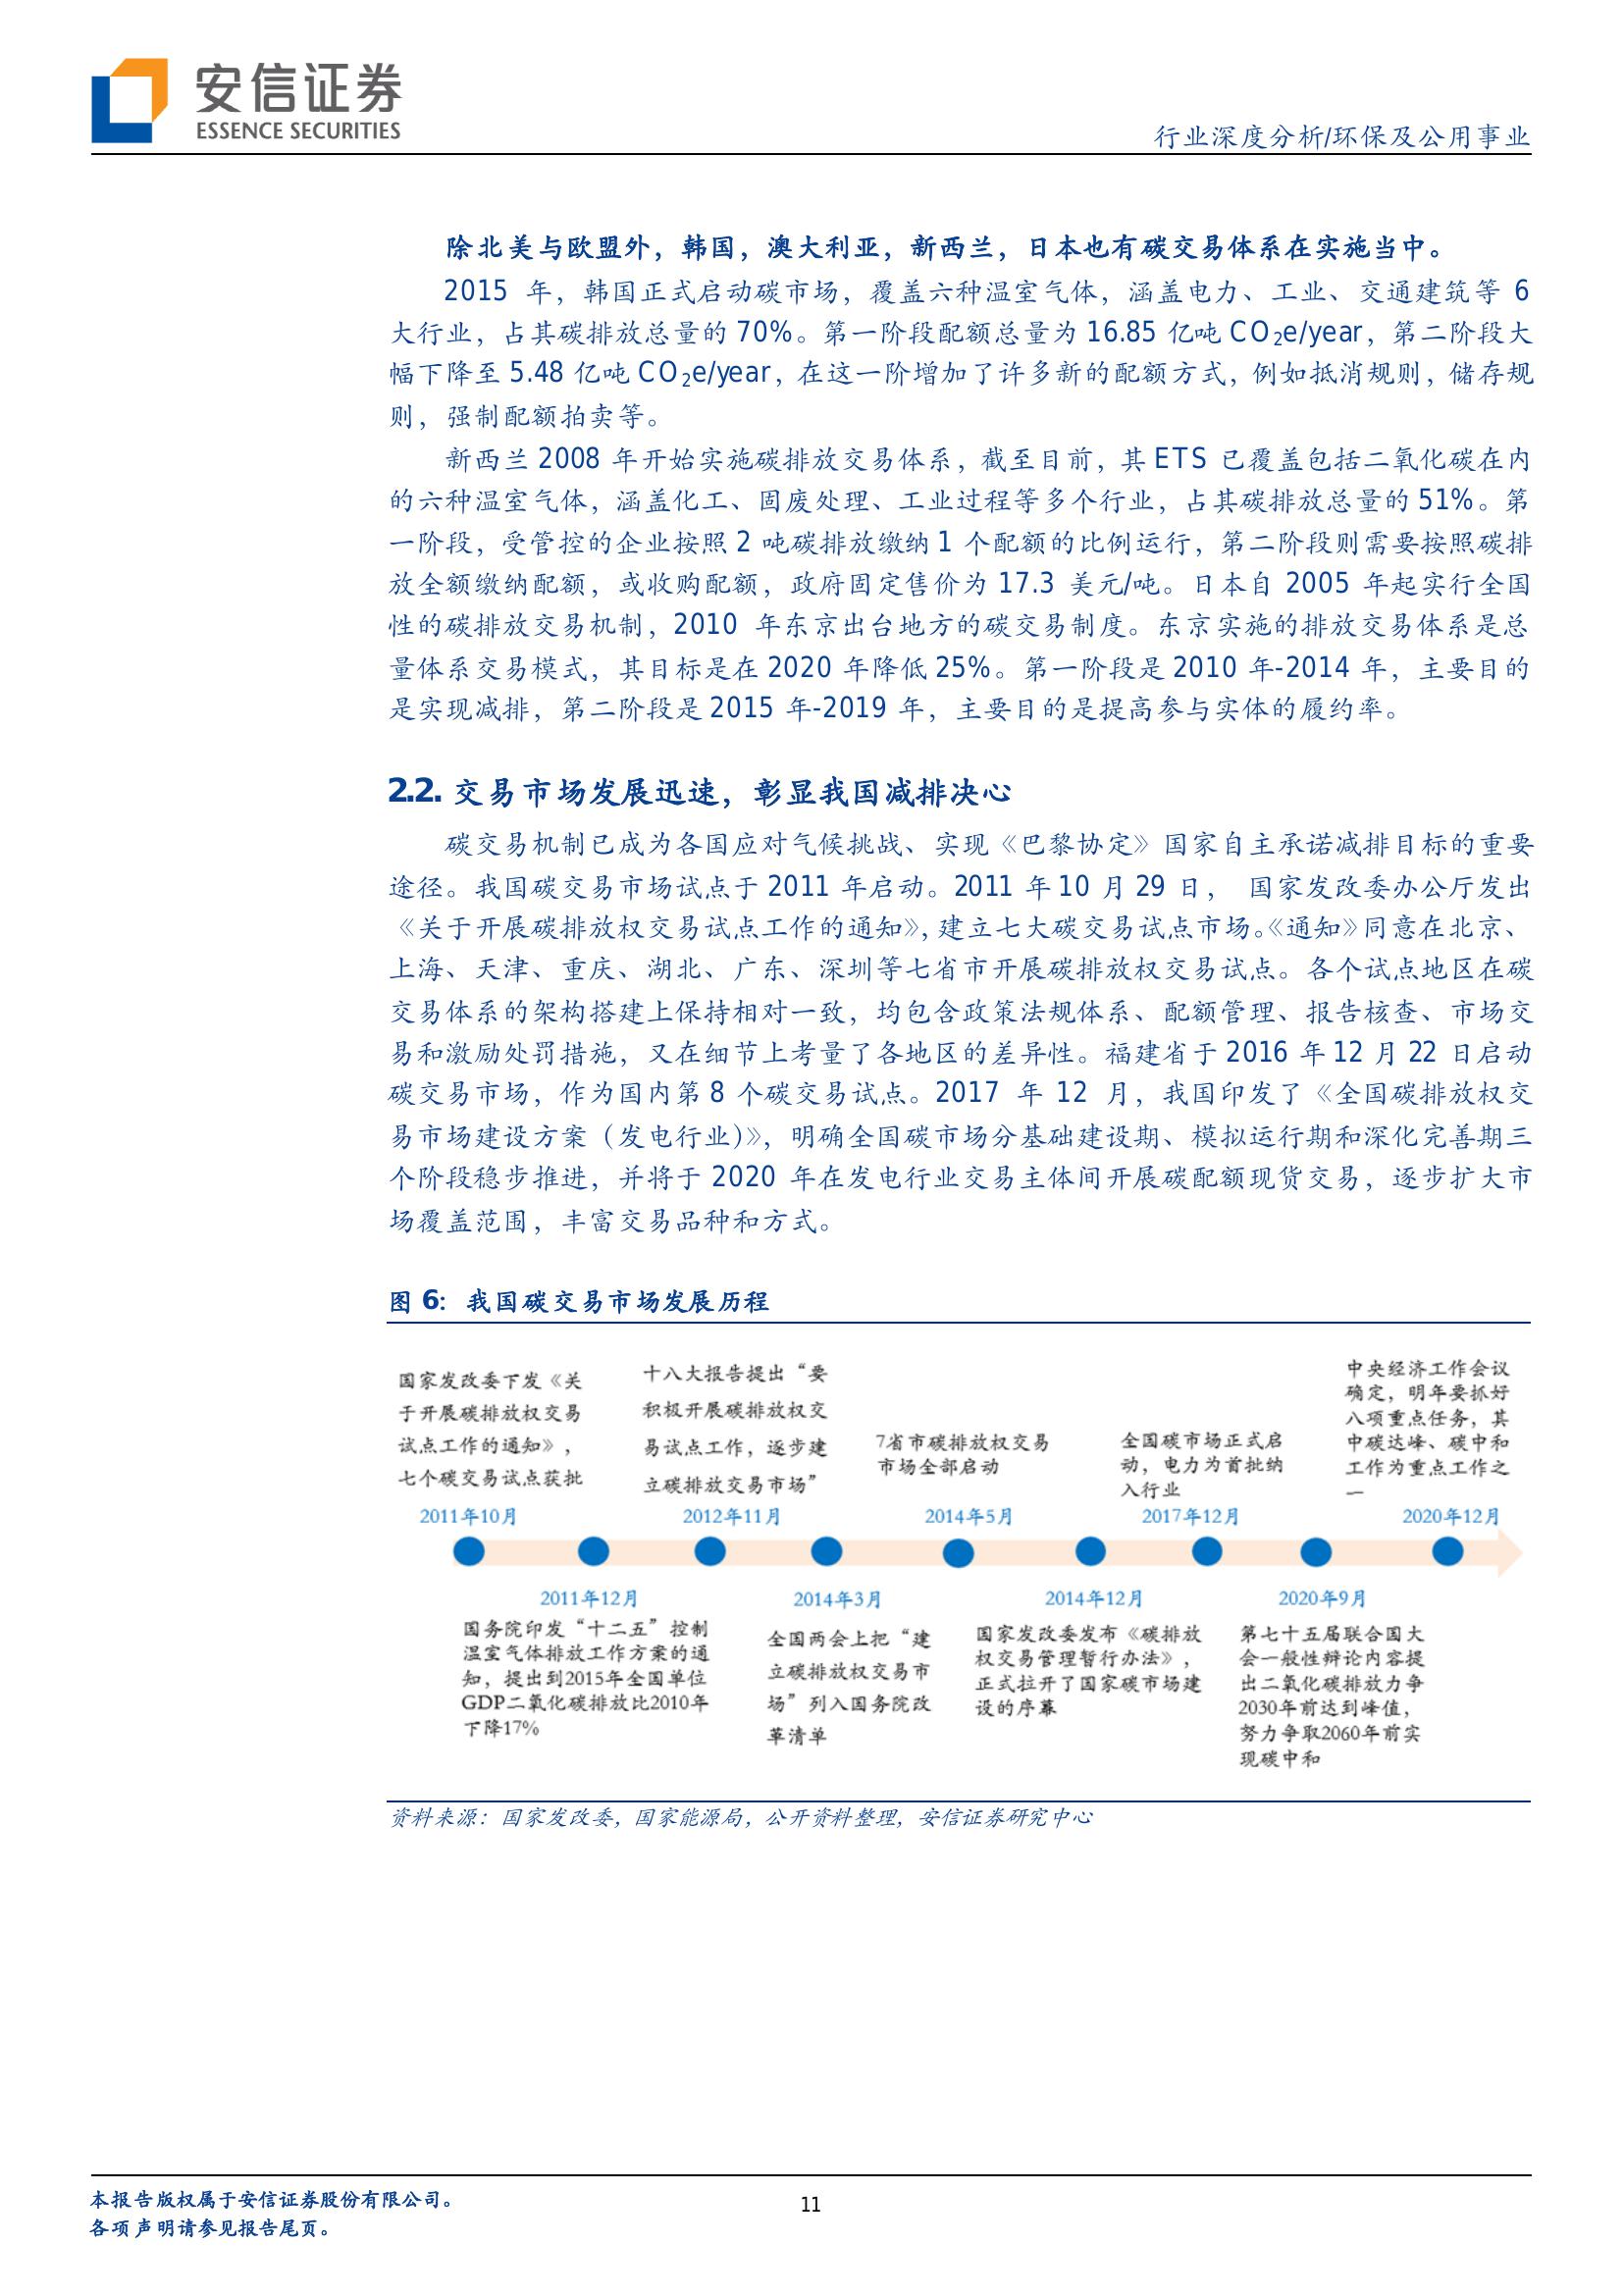 安信证券
ESSENCE SECURITIES
行业深度分析/环保及公用事业
除北美与欧盟外，韩国，澳大利亚，新西兰，日本也有碳交易体系在实施当中。
2015 年，韩国正式启动碳市场，覆盖六种温室气体，涵盖电力、工业、交通建筑等 6
大行业，占其碳排放总量的 70%。第一阶段配额总量为 16.85 亿吨 CO₂e/year，第二阶段大
幅下降至 5.48 亿吨 CO₂e/year，在这一阶增加了许多新的配额方式，例如抵消规则，储存规
则，强制配额拍卖等。
新西兰 2008 年开始实施碳排放交易体系，截至目前，其 ETS 已覆盖包括二氧化碳在内
的六种温室气体，涵盖化工、固废处理、工业过程等多个行业，占其碳排放总量的 51%。第
一阶段，受管控的企业按照 2 吨碳排放缴纳 1 个配额的比例运行，第二阶段则需要按照碳排
放全额缴纳配额，或收购配额，政府固定售价为 17.3 美元/吨。日本自 2005 年起实行全国
性的碳排放交易机制，2010 年东京出台地方的碳交易制度。东京实施的排放交易体系是总
量体系交易模式，其目标是在 2020 年降低 25%。第一阶段是 2010 年-2014 年，主要目的
是实现减排，第二阶段是 2015 年-2019 年，主要目的是提高参与实体的履约率。
2.2. 交易市场发展迅速，彰显我国减排决心
碳交易机制已成为各国应对气候挑战、实现《巴黎协定》国家自主承诺减排目标的重要
途径。我国碳交易市场试点于 2011 年启动。2011 年 10 月 29 日， 国家发改委办公厅发出
《关于开展碳排放权交易试点工作的通知》，建立七大碳交易试点市场。《通知》同意在北京、
上海、天津、重庆、湖北、广东、深圳等七省市开展碳排放权交易试点。各个试点地区在碳
交易体系的架构搭建上保持相对一致，均包含政策法规体系、配额管理、报告核查、市场交
易和激励处罚措施，又在细节上考量了各地区的差异性。福建省于 2016 年 12 月 22 日启动
碳交易市场，作为国内第 8 个碳交易试点。2017 年 12 月，我国印发了《全国碳排放权交
易市场建设方案（发电行业）》，明确全国碳市场分基础建设期、模拟运行期和深化完善期三
个阶段稳步推进，并将于 2020 年在发电行业交易主体间开展碳配额现货交易，逐步扩大市
场覆盖范围，丰富交易品种和方式。
图 6： 我国碳交易市场发展历程
国家发改委下发《关
于开展碳排放权交易
试点工作的通知》，
七个碳交易试点获批
2011年10月
十八大报告提出“要
积极开展碳排放权交
易试点工作，逐步建
立碳排放交易市场”
2012年11月
7省市碳排放权交易
市场全部启动
2014年5月
全国碳市场正式启
动，电力为首批纳
入行业
2017年12月
中央经济工作会议
确定，明年要抓好
八项重点任务，其
中碳达峰、碳中和
工作为重点工作之
一
2020年12月
2011年12月
国务院印发“十二五”控制
温室气体排放工作方案的通
知，提出到2015年全国单位
GDP二氧化碳排放比2010年
下降17%
2014年3月
全国两会上把“建
立碳排放权交易市
场”列入国务院改
革清单
2014年12月
国家发改委发布《碳排放
权交易管理暂行办法》，
正式拉开了国家碳市场建
设的序幕
2020年9月
第七十五届联合国大
会一般性辩论内容提
出二氧化碳排放力争
2030年前达到峰值，
努力争取2060年前实
现碳中和
资料来源：国家发改委，国家能源局，公开资料整理，安信证券研究中心
本报告版权属于安信证券股份有限公司。
各项声明请参见报告尾页。
11